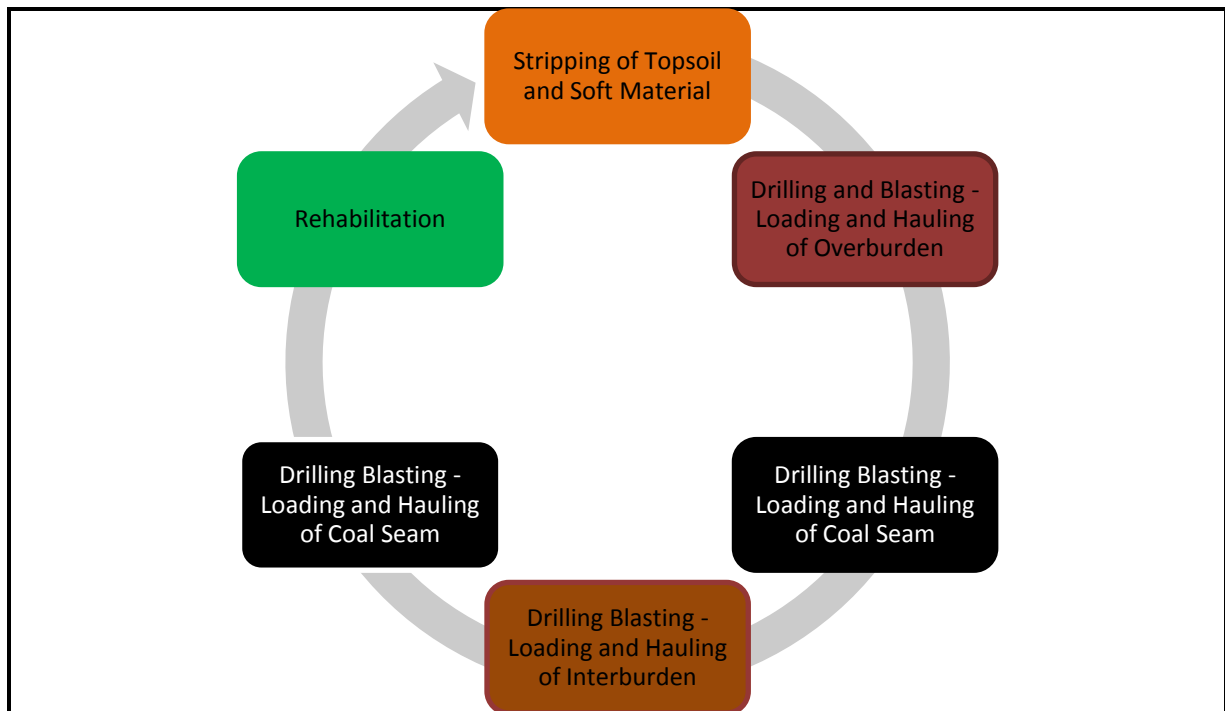 Stripping of Topsoil
and Soft Material
Drilling and Blasting -
Loading and Hauling
of Overburden
Drilling Blasting -
Loading and Hauling
of Coal Seam
Drilling Blasting -
Loading and Hauling
of Interburden
Drilling Blasting -
Loading and Hauling
of Coal Seam
Rehabilitation